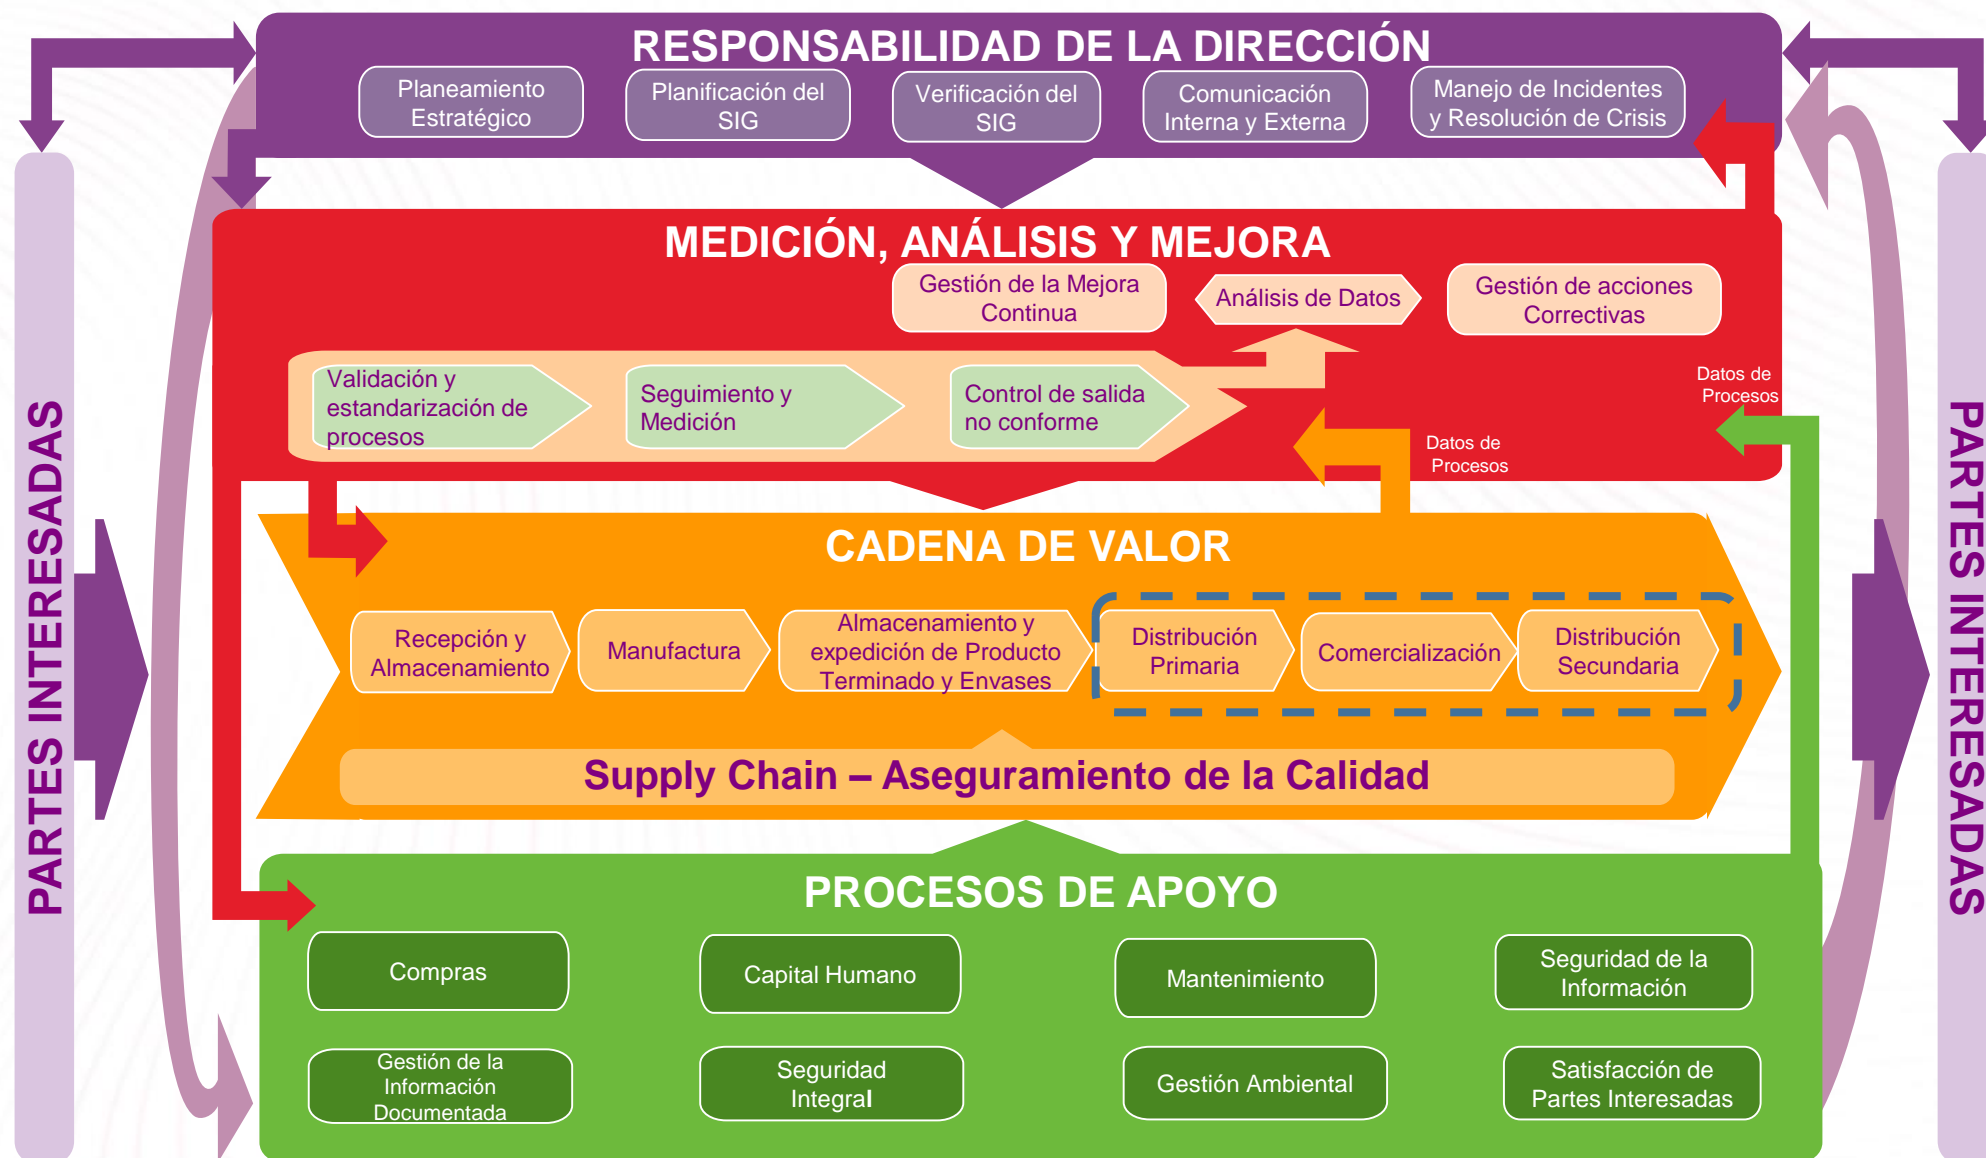 RESPONSABILIDAD DE LA DIRECCIÓN
Planeamiento
Estratégico
Planificación del
SIG
Verificación del
SIG
Comunicación
Interna y Externa
Manejo de Incidentes
y Resolución de Crisis
PARTES INTERESADAS
MEDICIÓN, ANÁLISIS Y MEJORA
Gestión de la Mejora
Continua
Análisis de Datos
Gestión de acciones
Correctivas
Validación y
estandarización de
procesos
Seguimiento y
Medición
Control de salida
no conforme
Datos de
Procesos
Datos de
Procesos
CADENA DE VALOR
Recepción y
Almacenamiento
Manufactura
Almacenamiento y
expedición de Producto
Terminado y Envases
Distribución
Primaria
Comercialización
Distribución
Secundaria
Supply Chain – Aseguramiento de la Calidad
PROCESOS DE APOYO
Compras
Capital Humano
Mantenimiento
Seguridad de la
Información
Gestión de la
Información
Documentada
Seguridad
Integral
Gestión Ambiental
Satisfacción de
Partes Interesadas
PARTES INTERESADAS